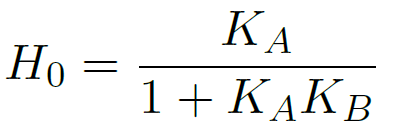 H_0 = \frac{K_A}{1 + K_A K_B}